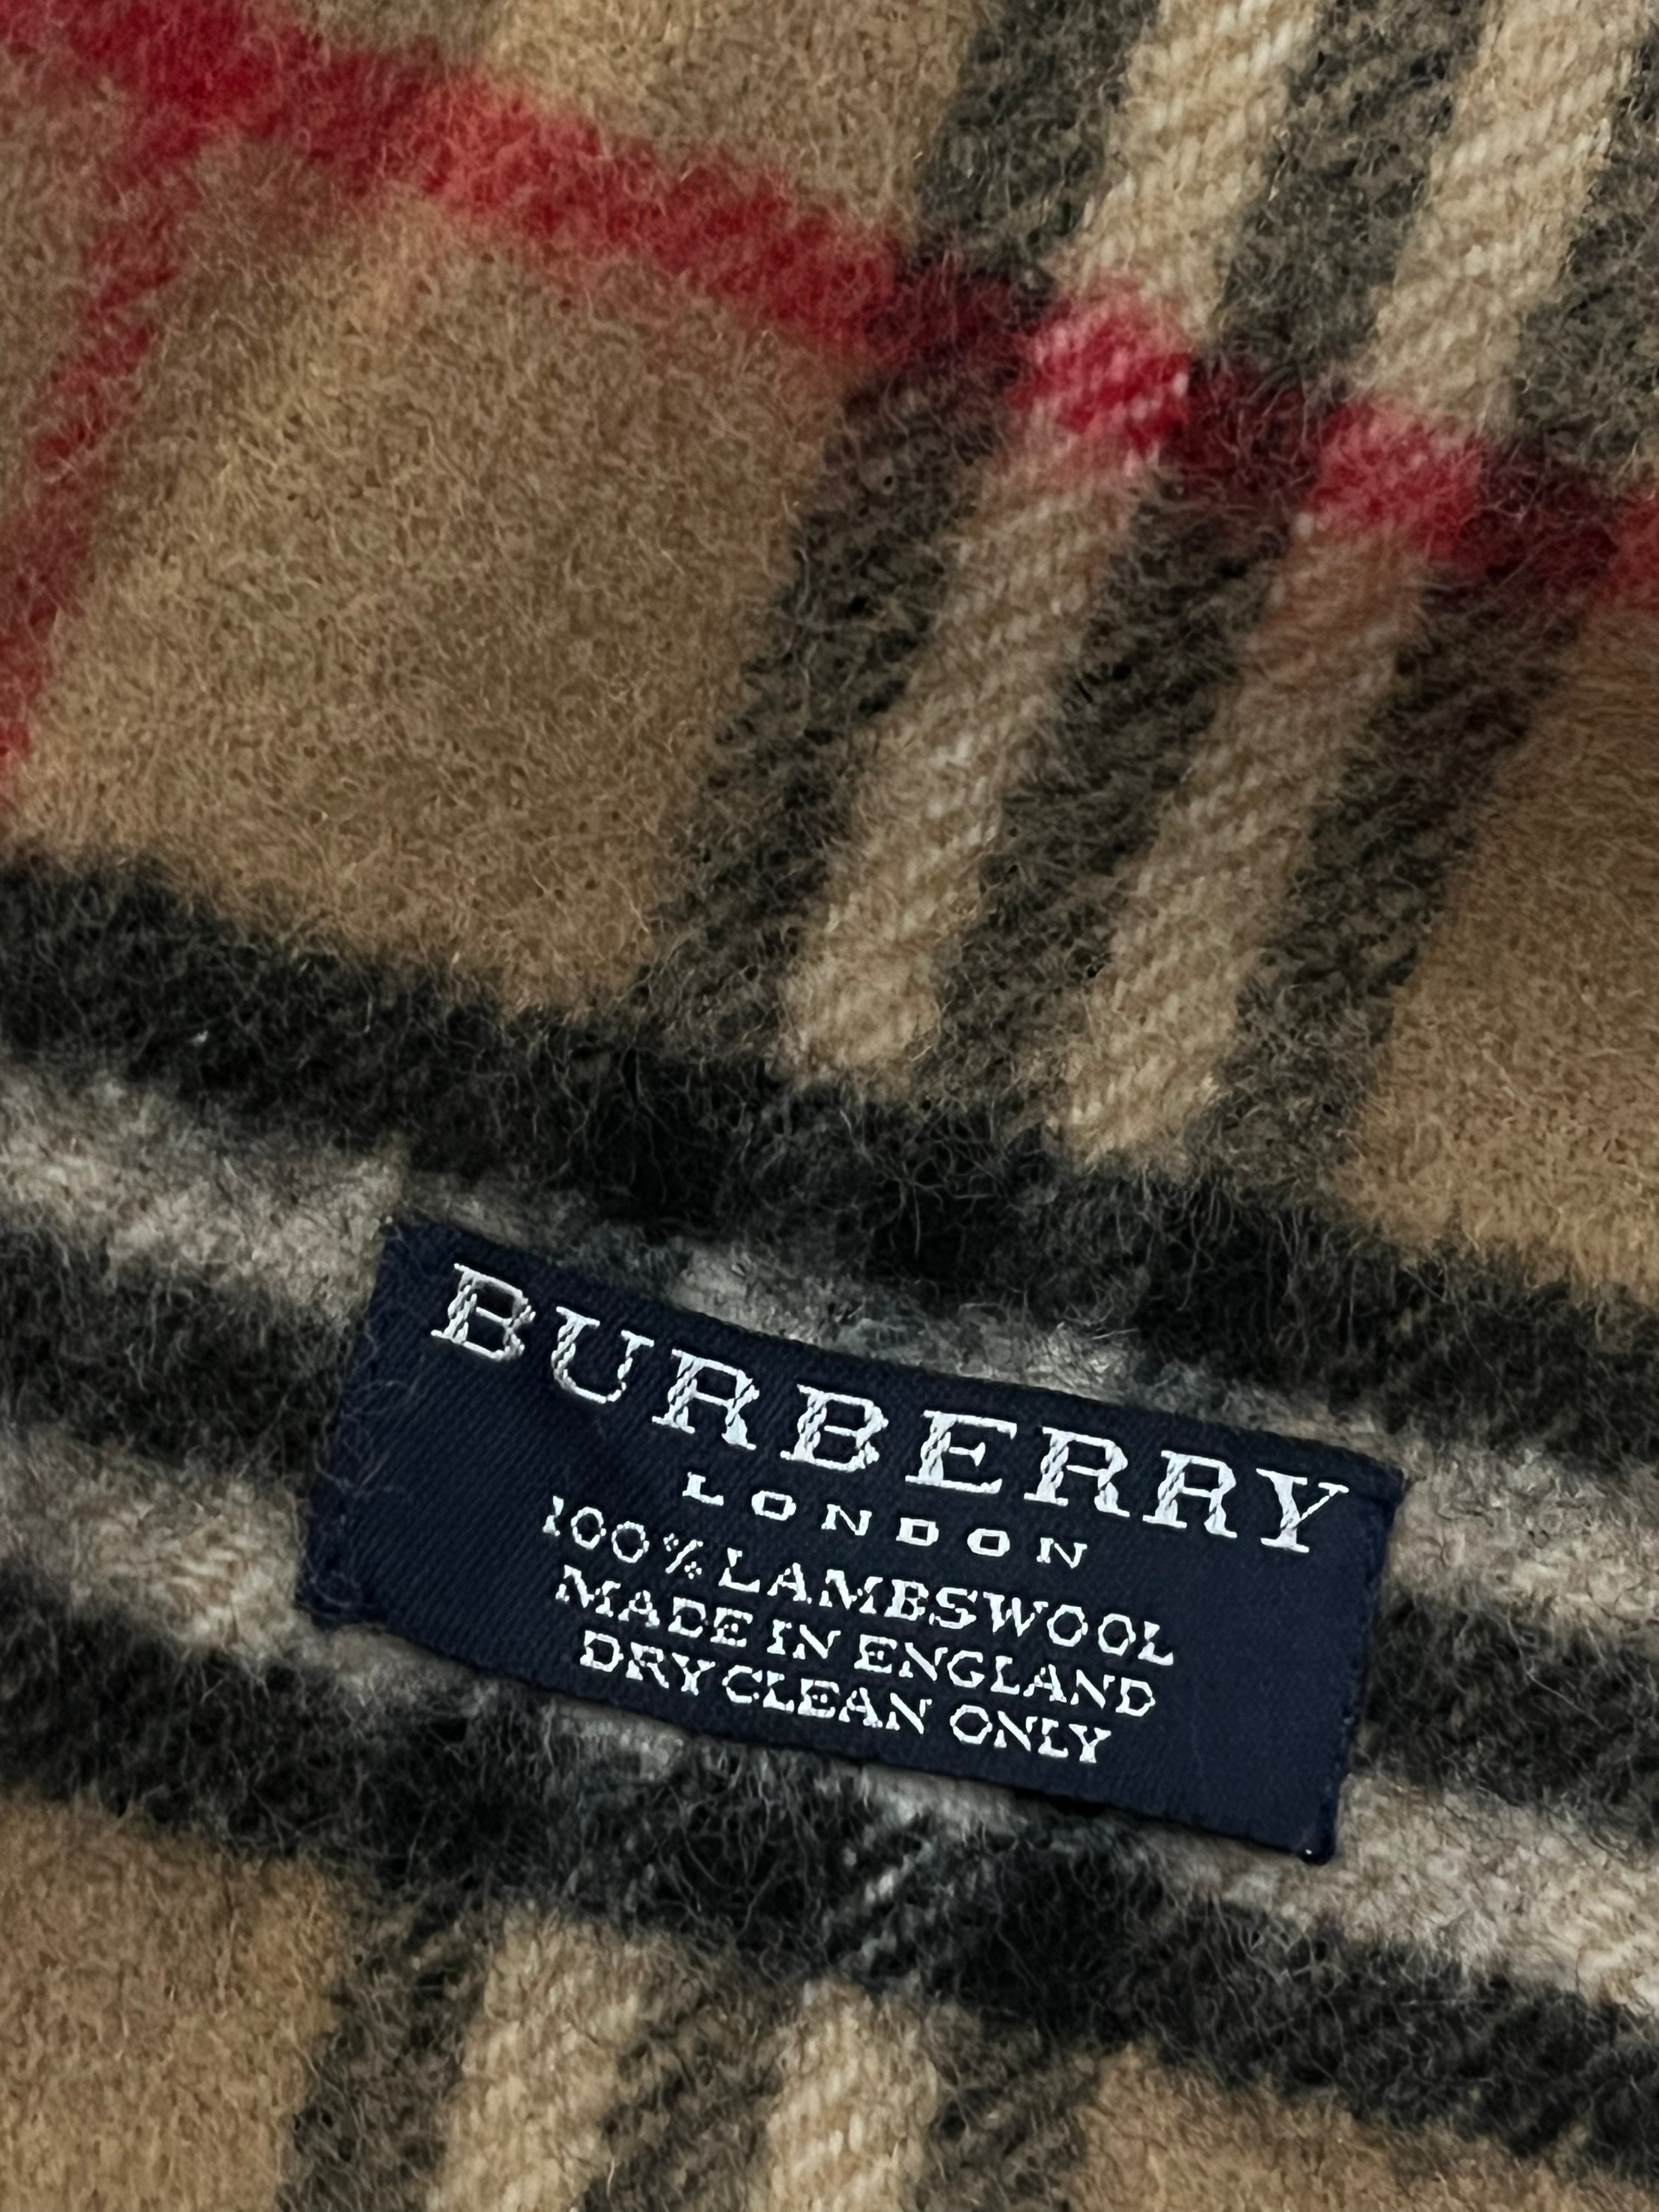 BURBERRY
LONDON
100% LAMBSWOOL
MADE IN ENGLAND
DRY CLEAN ONLY